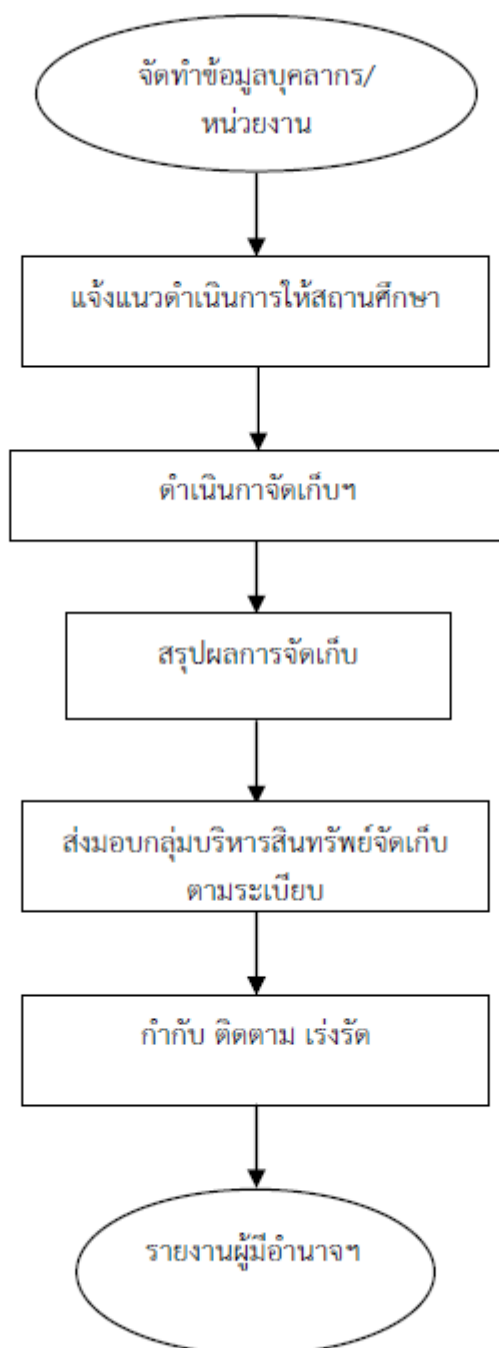 จัดทำข้อมูลบุคลากร/
หน่วยงาน
แจ้งแนวดำเนินการให้สถานศึกษา
ดำเนินกาจัดเก็บฯ
สรุปผลการจัดเก็บ
ส่งมอบกลุ่มบริหารสินทรัพย์จัดเก็บ
ตามระเบียบ
กำกับ ติดตาม เร่งรัด
รายงานผู้มีอำนาจฯ